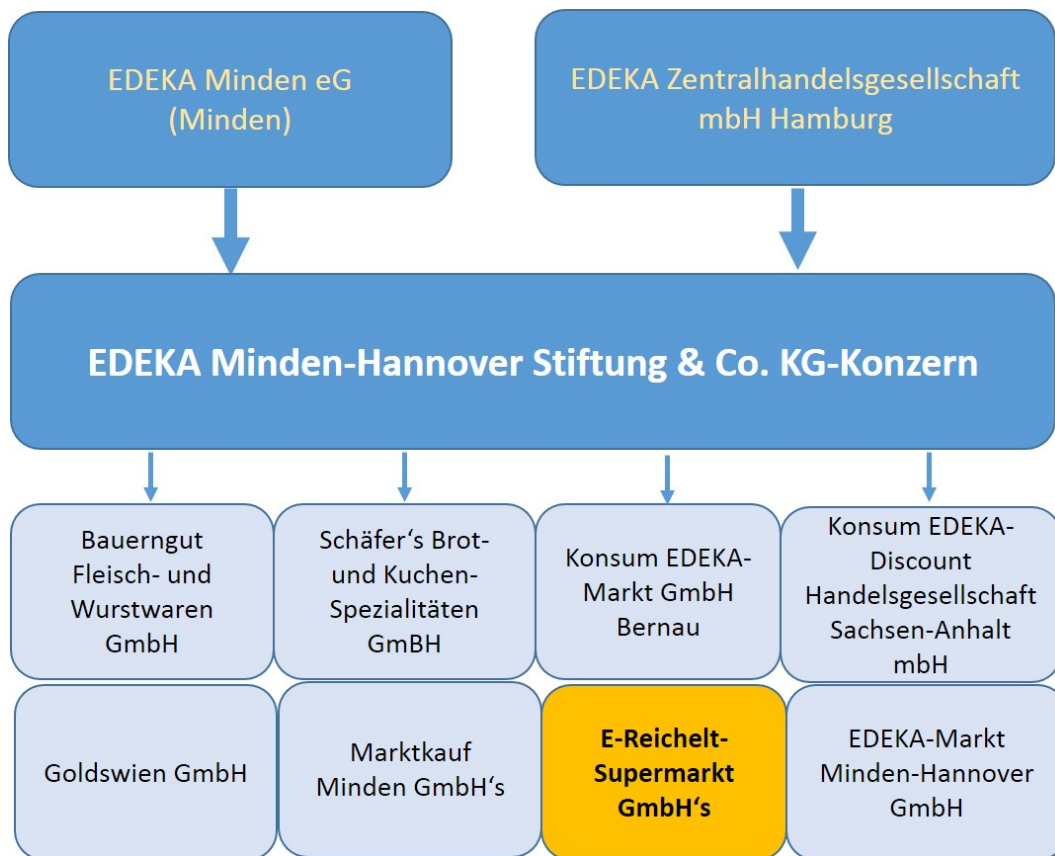 EDEKA Minden eG
(Minden)
EDEKA Zentralhandelsgesellschaft
mbH Hamburg
EDEKA Minden-Hannover Stiftung & Co. KG-Konzern
Bauerngut
Fleisch- und
Wurstwaren
GmbH
Schäfer‘s Brot-
und Kuchen-
Spezialitäten
GmBH
Konsum EDEKA-
Markt GmbH
Bernau
Konsum EDEKA-
Discount
Handelsgesellschaft
Sachsen-Anhalt
mbH
Goldswien GmbH
Marktkauf
Minden GmbH‘s
E-Reichelt-
Supermarkt
GmbH‘s
EDEKA-Markt
Minden-Hannover
GmbH